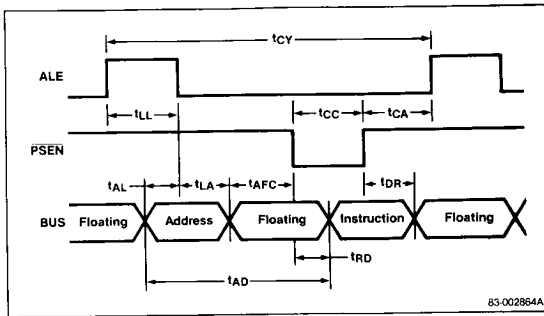 tCY
ALE
tLL
tCC
tCA
PSEN
tAL
tLA
tAFC
tDR
BUS
Floating
Address
Floating
Instruction
Floating
tRD
tAD
83-002864A